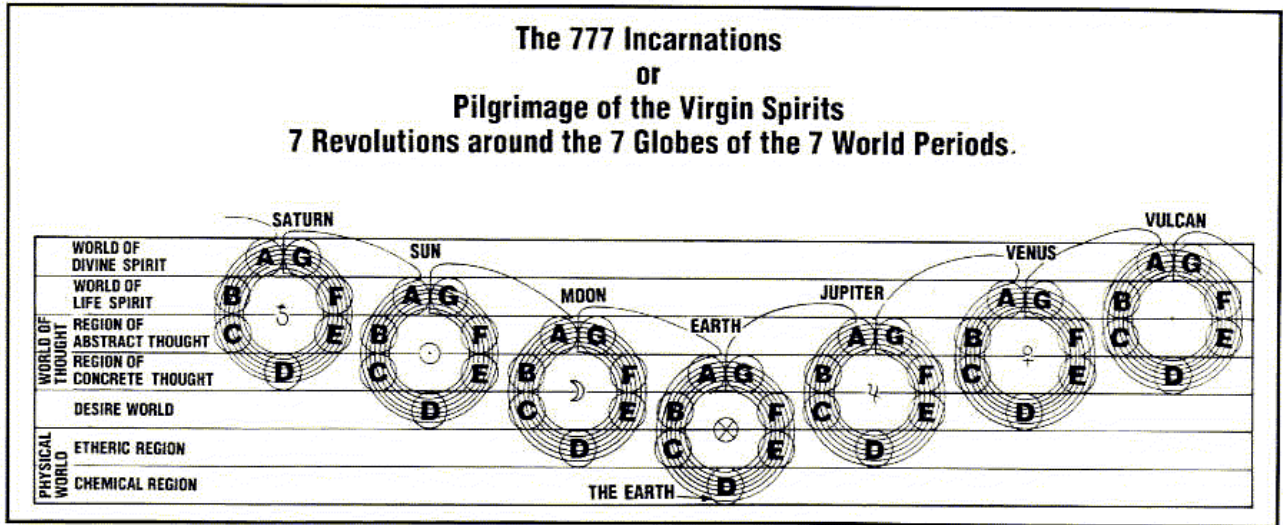 The 777 Incarnations
or
Pilgrimage of the Virgin Spirits
7 Revolutions around the 7 Globes of the 7 World Periods.
SATURN
SUN
MOON
EARTH
JUPITER
VENUS
VULCAN
WORLD OF
DIVINE SPIRIT
WORLD OF
LIFE SPIRIT
WORLD OF
THOUGHT
REGION OF
ABSTRACT THOUGHT
REGION OF
CONCRETE THOUGHT
DESIRE WORLD
PHYSICAL
WORLD
ETHERIC REGION
CHEMICAL REGION
THE EARTH
A G
B F
C E
D
A G
B F
C E
D
A G
B F
C E
D
A G
B F
C E
D
A G
B F
C E
D
A G
B F
C E
D
A G
B F
C E
D